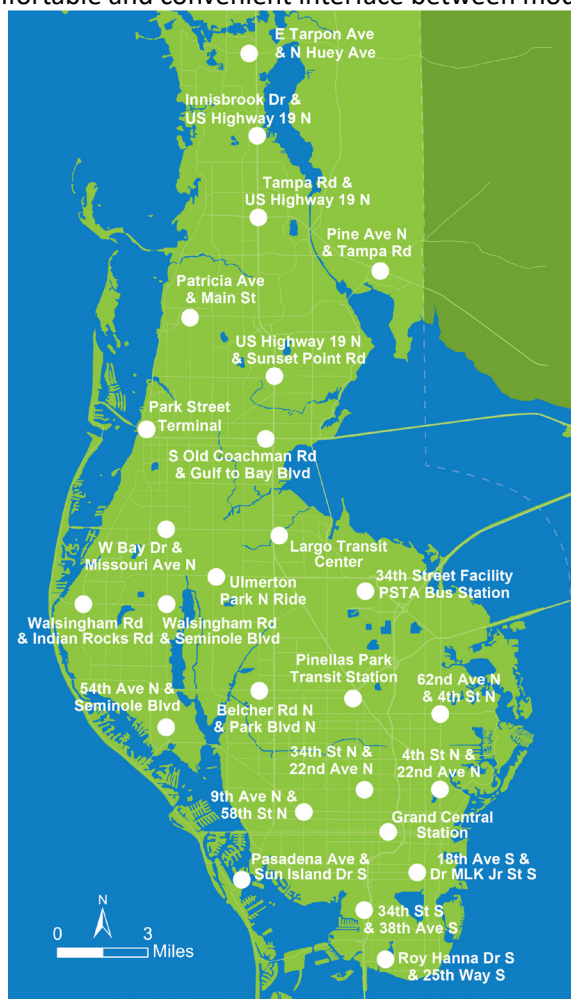 nfortable and convenient interface between mod
E Tarpon Ave
& N Huey Ave
Innisbrook Dr &
US Highway 19 N
Tampa Rd &
US Highway 19 N
Pine Ave N
& Tampa Rd
Patricia Ave
& Main St
US Highway 19 N
& Sunset Point Rd
Park Street
Terminal
S Old Coachman Rd
& Gulf to Bay Blvd
W Bay Dr &
Missouri Ave N
Largo Transit
Center
Ulmerton
Park N Ride
34th Street Facility
PSTA Bus Station
Walsingham Rd
& Indian Rocks Rd
Walsingham Rd
& Seminole Blvd
Pinellas Park
Transit Station
54th Ave N &
Seminole Blvd
Belcher Rd N
& Park Blvd N
62nd Ave N
& 4th St N
34th St N &
22nd Ave N
4th St N &
22nd Ave N
9th Ave N &
58th St N
Grand Central
Station
Pasadena Ave &
Sun Island Dr S
18th Ave S &
Dr MLK Jr St S
34th St S
& 38th Ave S
Roy Hanna Dr S
& 25th Way S
N
0 3
Miles